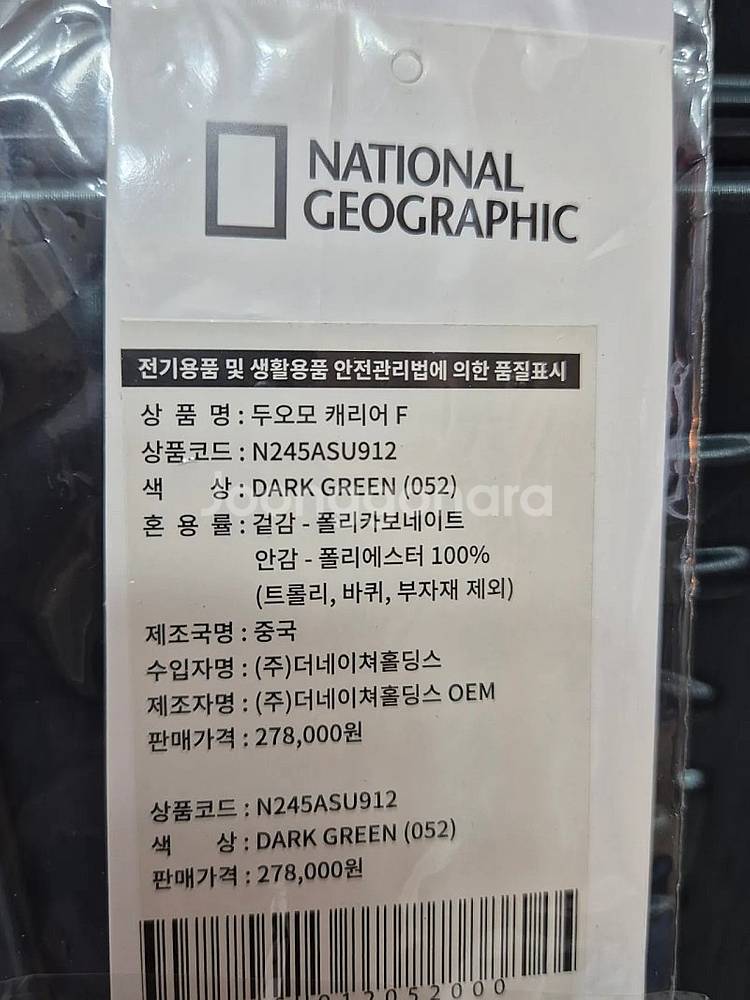 NATIONAL
GEOGRAPHIC
전기용품 및 생활용품 안전관리법에 의한 품질표시
상 품 명 : 두오모 캐리어 F
상품코드 : N245ASU912
색 상 : DARK GREEN (052)
Joonggonara
혼 용 률 : 겉감 - 폴리카보네이트
안감 - 폴리에스터 100%
(트롤리, 바퀴, 부자재 제외)
제조국명 : 중국
수입자명 : (주)더네이쳐홀딩스
제조자명 : (주)더네이쳐홀딩스 OEM
판매가격 : 278,000원
상품코드 : N245ASU912
색 상 : DARK GREEN (052)
판매가격 : 278,000원